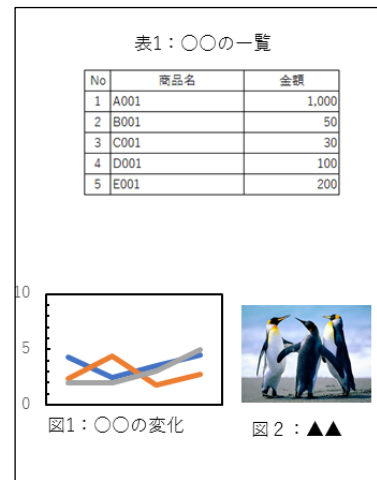 表1：〇〇の一覧
No 商品名 金額
1 A001 1,000
2 B001 50
3 C001 30
4 D001 100
5 E001 200
10
5
0
図1：〇〇の変化
図２：▲▲